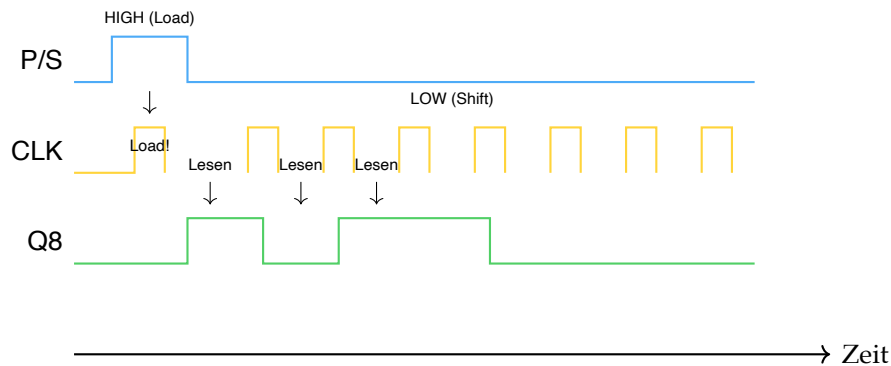 HIGH (Load)
P/S
LOW (Shift)
CLK
Load!
Lesen
Lesen
Lesen
Q8
Zeit